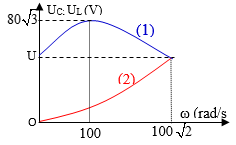 80√3
U_C; U_L (V)
(1)
U
(2)
O
ω (rad/s
100
100√2